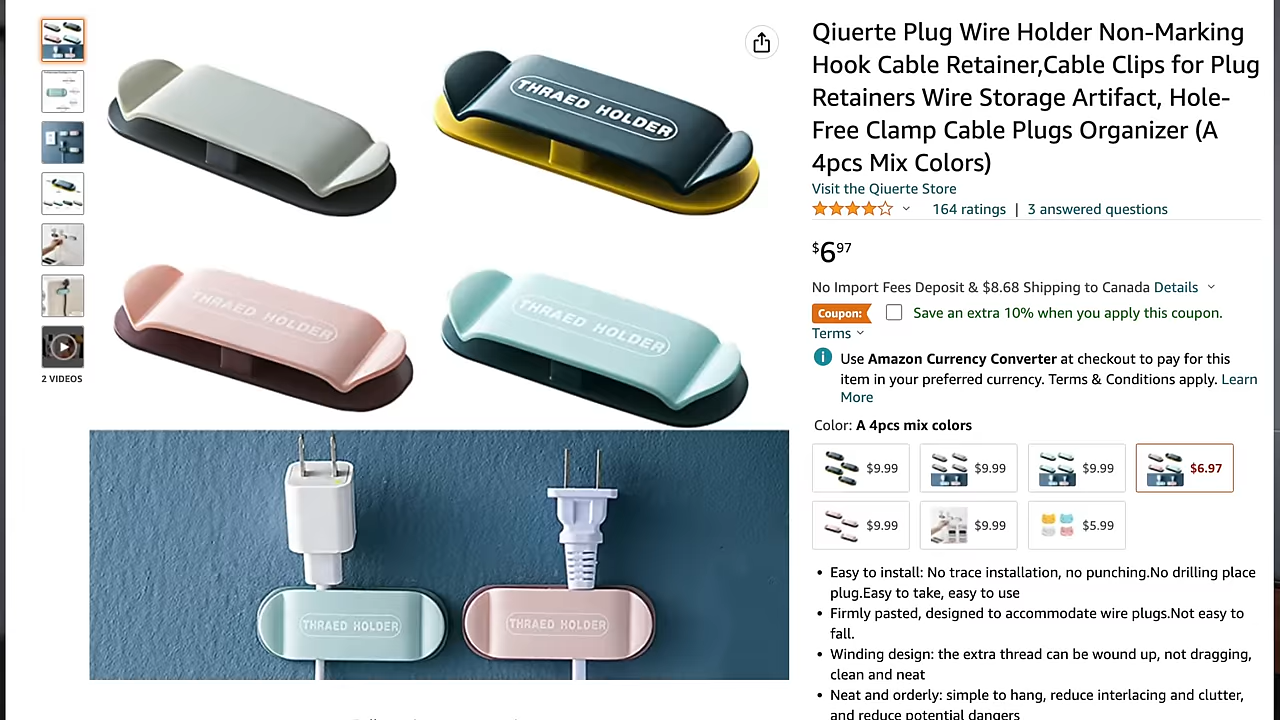 Qiuerte Plug Wire Holder Non-Marking
Hook Cable Retainer,Cable Clips for Plug
Retainers Wire Storage Artifact, Hole-
Free Clamp Cable Plugs Organizer (A
4pcs Mix Colors)
Visit the Qiuerte Store
164 ratings | 3 answered questions
$6 97
No Import Fees Deposit & $8.68 Shipping to Canada Details
Coupon: Save an extra 10% when you apply this coupon.
Terms
Use Amazon Currency Converter at checkout to pay for this
item in your preferred currency. Terms & Conditions apply. Learn
More
Color: A 4pcs mix colors
$9.99 $9.99 $9.99 $6.97
$9.99 $9.99 $5.99
• Easy to install: No trace installation, no punching.No drilling place
plug.Easy to take, easy to use
• Firmly pasted, designed to accommodate wire plugs.Not easy to
fall.
• Winding design: the extra thread can be wound up, not dragging,
clean and neat
• Neat and orderly: simple to hang, reduce interlacing and clutter,
and reduce potential dangers
THRAED HOLDER
THRAED HOLDER
THRAED HOLDER
THRAED HOLDER
THRAED HOLDER
2 VIDEOS